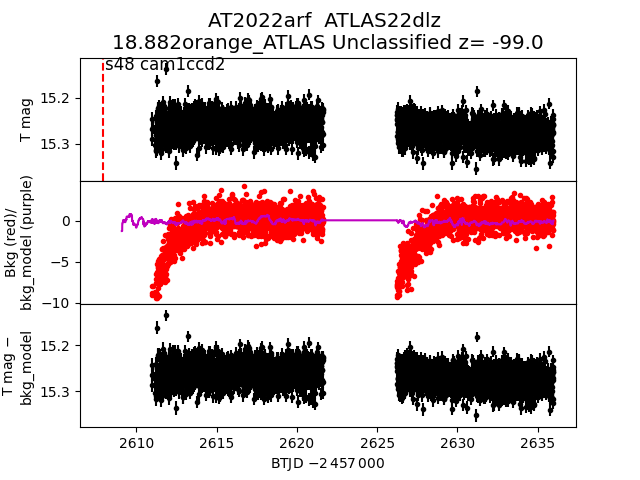 AT2022arf  ATLAS22dlz
18.882orange_ATLAS Unclassified z= -99.0
s48 cam1ccd2
T mag
15.2
15.3
Bkg (red)/
bkg_model (purple)
0
−5
−10
T mag −
bkg_model
15.2
15.3
2610
2615
2620
2625
2630
2635
BTJD −2 457 000